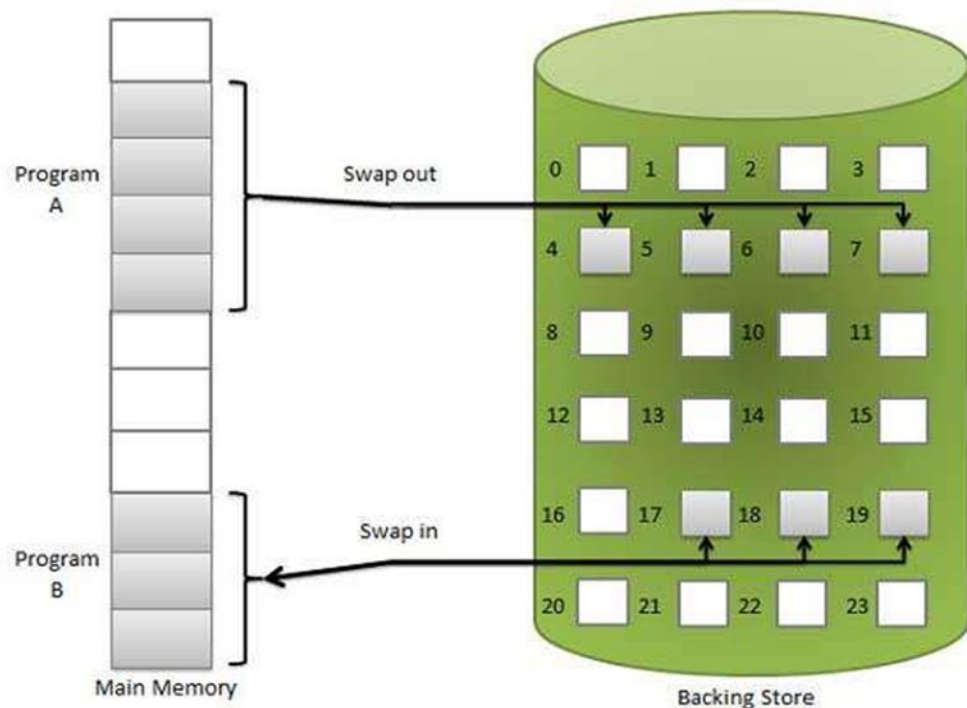 Program
A
Swap out
0 1 2 3
4 5 6 7
8 9 10 11
12 13 14 15
Program
B
Swap in
16 17 18 19
20 21 22 23
Main Memory
Backing Store